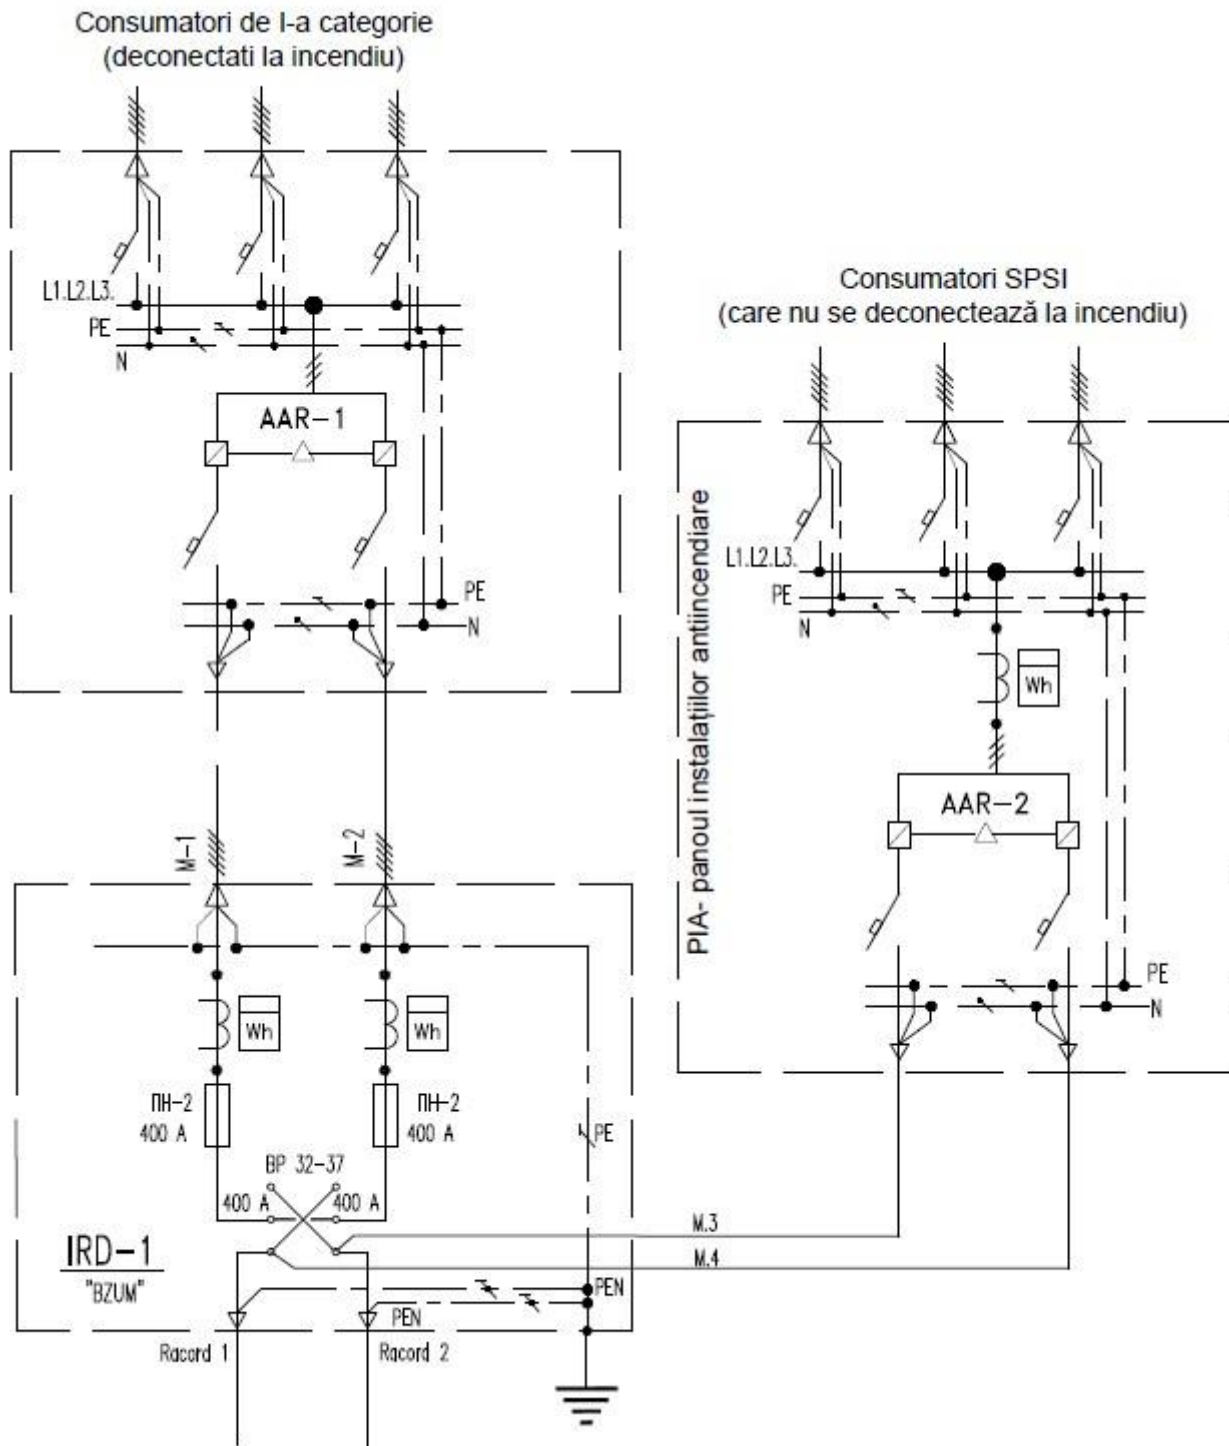 Consumatori de I-a categorie
(deconectati la incendiu)
L1.L2.L3.
PE
N
AAR-1
PE
N
Consumatori SPSI
(care nu se deconectează la incendiu)
PIA- panoul instalațiilor antiincendiare
L1.L2.L3.
PE
N
Wh
AAR-2
PE
N
M-1
M-2
Wh
Wh
ПН-2
400 A
ПН-2
400 A
PE
BP 32-37
400 A
400 A
IRD-1
"BZUM"
M.3
M.4
PEN
PEN
Racord 1
Racord 2